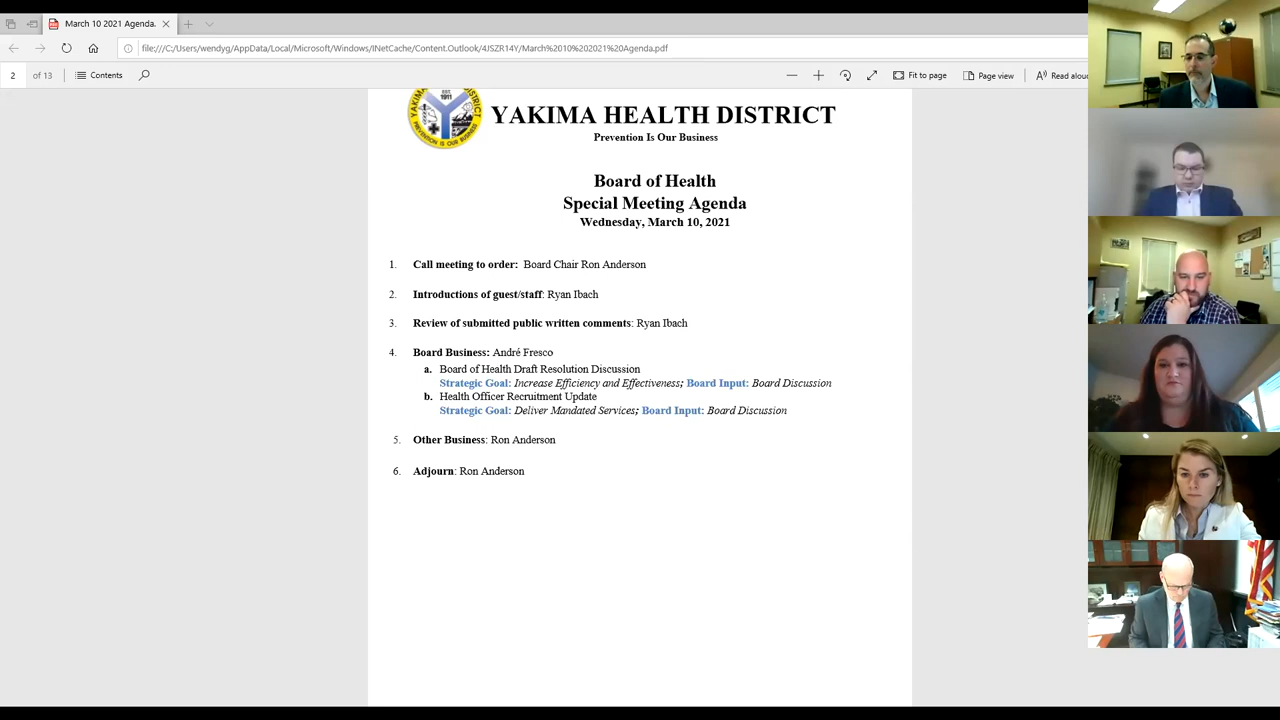 March 10 2021 Agenda.
file:///C:/Users/wendyg/AppData/Local/Microsoft/Windows/INetCache/Content.Outlook/4JSZR14Y/March%2010%202021%20Agenda.pdf
2 of 13 Contents Fit to page Page view Read alou
EST. 1911
PREVENTION IS OUR BUSINESS
YAKIMA HEALTH DISTRICT
Prevention Is Our Business
Board of Health
Special Meeting Agenda
Wednesday, March 10, 2021
1. Call meeting to order: Board Chair Ron Anderson
2. Introductions of guest/staff: Ryan Ibach
3. Review of submitted public written comments: Ryan Ibach
4. Board Business: André Fresco
a. Board of Health Draft Resolution Discussion
Strategic Goal: Increase Efficiency and Effectiveness; Board Input: Board Discussion
b. Health Officer Recruitment Update
Strategic Goal: Deliver Mandated Services; Board Input: Board Discussion
5. Other Business: Ron Anderson
6. Adjourn: Ron Anderson